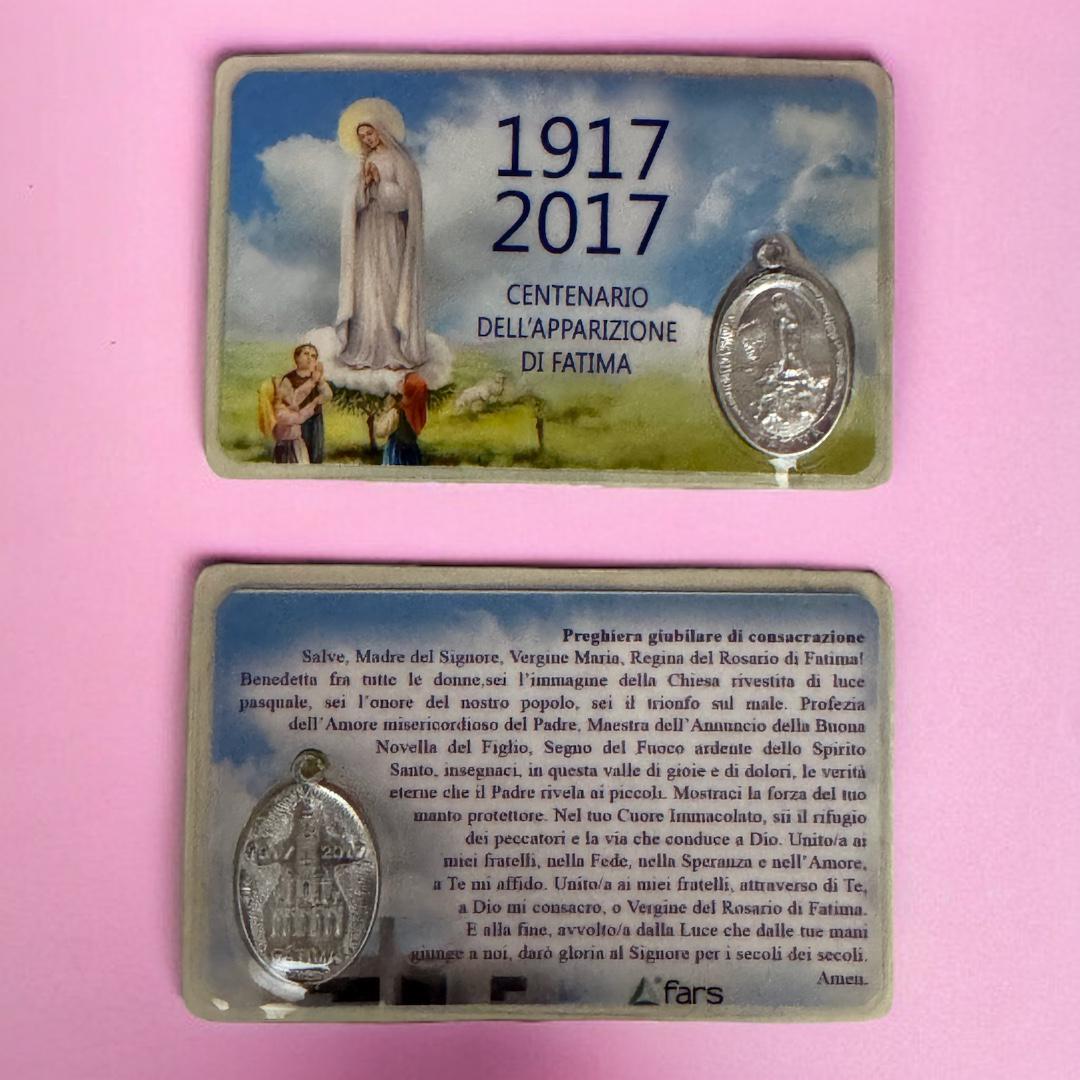 1917
2017
CENTENARIO
DELL'APPARIZIONE
DI FATIMA
Preghiera giubilare di consacrazione
Salve, Madre del Signore, Vergine Maria, Regina del Rosario di Fatima!
Benedetta fra tutte le donne,sei l'immagine della Chiesa rivestita di luce
pasquale, sei l'onore del nostro popolo, sei il trionfo sul male. Profezia
dell'Amore misericordioso del Padre, Maestra dell'Annuncio della Buona
Novella del Figlio, Segno del Fuoco ardente dello Spirito
Santo, insegnaci, in questa valle di gioie e di dolori, le verità
eterne che il Padre rivela ai piccoli. Mostraci la forza del tuo
manto protettore. Nel tuo Cuore Immacolato, sii il rifugio
dei peccatori e la via che conduce a Dio. Unito/a ai
miei fratelli, nella Fede, nella Speranza e nell'Amore,
a Te mi affido. Unito/a ai miei fratelli, attraverso di Te,
a Dio mi consacro, o Vergine del Rosario di Fatima.
E alla fine, avvolto/a dalla Luce che dalle tue mani
giunge a noi, darò gloria al Signore per i secoli dei secoli.
Amen.
2017
FATIMA
fars